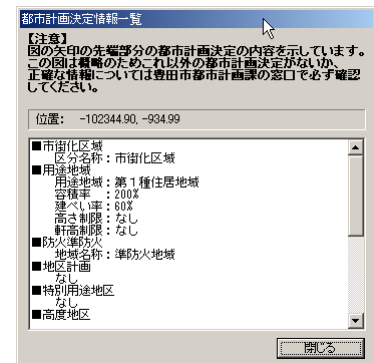 都市計画決定情報一覧
【注意】
図の矢印の先端部分の都市計画決定の内容を示しています。
この図は概略のためこれ以外の都市計画決定がないか、
正確な情報については豊田市都市計画課の窓口で必ず確認
してください。
位置: -102344.90, -934.99
■市街化区域
区分名称:市街化区域
■用途地域
用途地域:第1種住居地域
容積率 :200%
建ぺい率:60%
高さ制限:なし
軒高制限:なし
■防火準防火
地域名称:準防火地域
■地区計画
なし
■特別用途地区
なし
■高度地区
閉じる